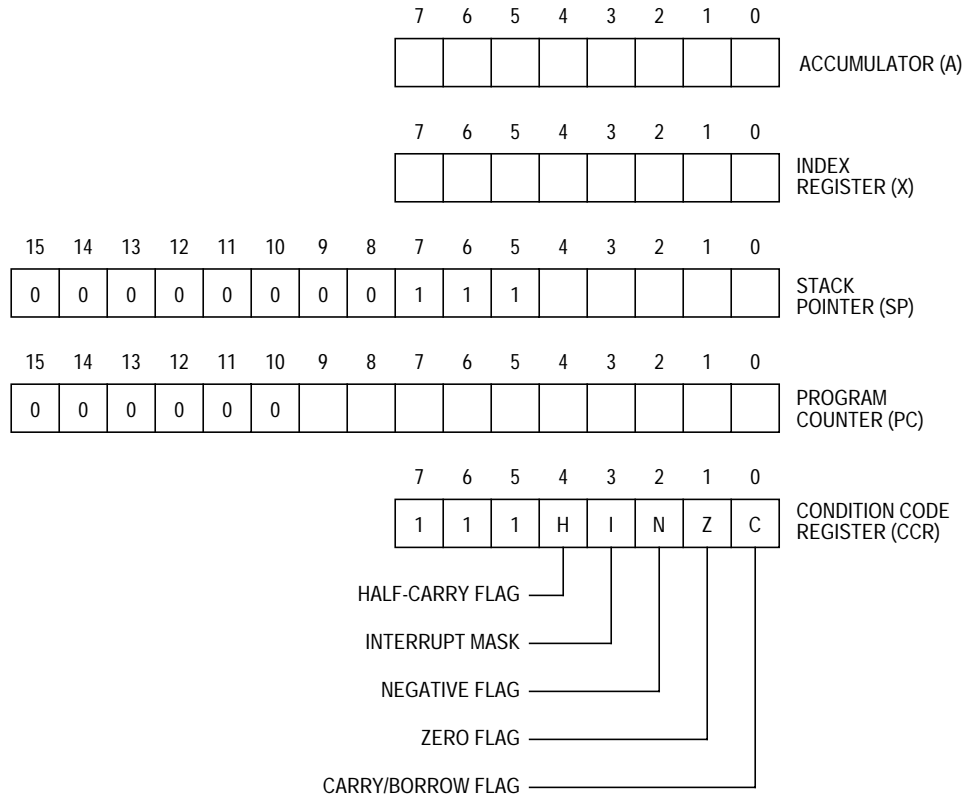 7 6 5 4 3 2 1 0
ACCUMULATOR (A)
7 6 5 4 3 2 1 0
INDEX
REGISTER (X)
15 14 13 12 11 10 9 8 7 6 5 4 3 2 1 0
0 0 0 0 0 0 0 0 1 1 1
STACK
POINTER (SP)
15 14 13 12 11 10 9 8 7 6 5 4 3 2 1 0
0 0 0 0 0 0
PROGRAM
COUNTER (PC)
7 6 5 4 3 2 1 0
1 1 1 H I N Z C
CONDITION CODE
REGISTER (CCR)
HALF-CARRY FLAG
INTERRUPT MASK
NEGATIVE FLAG
ZERO FLAG
CARRY/BORROW FLAG